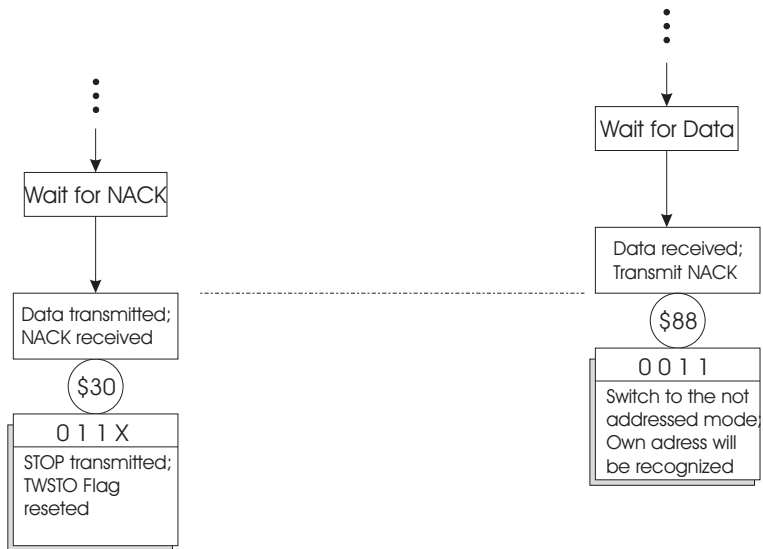 Wait for NACK
Data transmitted;
NACK received
$30
0 1 1 X
STOP transmitted;
TWSTO Flag
reseted
Wait for Data
Data received;
Transmit NACK
$88
0 0 1 1
Switch to the not
addressed mode;
Own adress will
be recognized